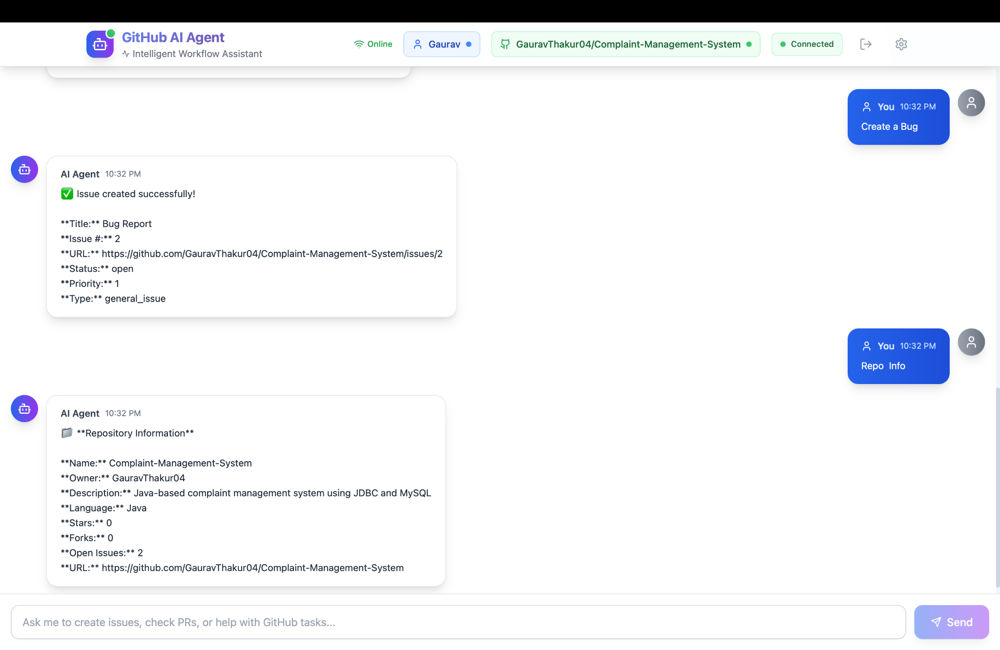 GitHub AI Agent
Intelligent Workflow Assistant
Online
Gaurav
GauravThakur04/Complaint-Management-System
Connected
You 10:32 PM
Create a Bug
AI Agent 10:32 PM
✅ Issue created successfully!
**Title:** Bug Report
**Issue #:** 2
**URL:** https://github.com/GauravThakur04/Complaint-Management-System/issues/2
**Status:** open
**Priority:** 1
**Type:** general_issue
You 10:32 PM
Repo  Info
AI Agent 10:32 PM
📁 **Repository Information**
**Name:** Complaint-Management-System
**Owner:** GauravThakur04
**Description:** Java-based complaint management system using JDBC and MySQL
**Language:** Java
**Stars:** 0
**Forks:** 0
**Open Issues:** 2
**URL:** https://github.com/GauravThakur04/Complaint-Management-System
Ask me to create issues, check PRs, or help with GitHub tasks...
Send